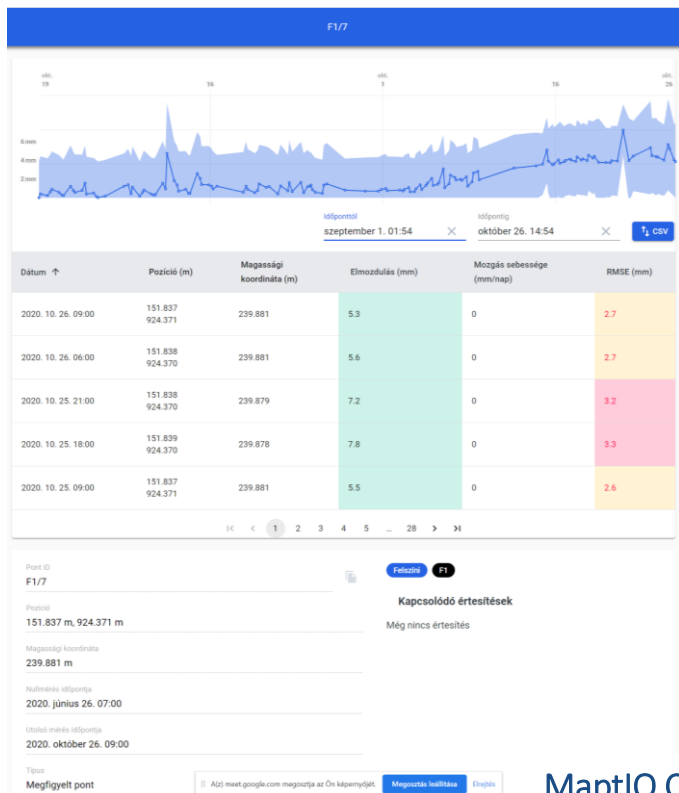 F1/7
okt.
19
16
okt.
1
16
okt.
26
6 mm
4 mm
2 mm
Időponttól
szeptember 1. 01:54
Időpontig
október 26. 14:54
CSV
Dátum
Pozíció (m)
Magassági koordináta (m)
Elmozdulás (mm)
Mozgás sebessége (mm/nap)
RMSE (mm)
2020. 10. 26. 09:00 151.837 924.371 239.881 5.3 0 2.7
2020. 10. 26. 06:00 151.838 924.370 239.881 5.6 0 2.7
2020. 10. 25. 21:00 151.838 924.370 239.879 7.2 0 3.2
2020. 10. 25. 18:00 151.839 924.370 239.878 7.8 0 3.3
2020. 10. 25. 09:00 151.837 924.371 239.881 5.5 0 2.6
1 2 3 4 5 ... 28
Pont ID
F1/7
Pozíció
151.837 m, 924.371 m
Magassági koordináta
239.881 m
Nullmérés időpontja
2020. június 26. 07:00
Utolsó mérés időpontja
2020. október 26. 09:00
Típus
Megfigyelt pont
Felszíni F1
Kapcsolódó értesítések
Még nincs értesítés
A(z) meet.google.com megosztja az Ön képernyőjét.
Megosztás leállítása
Elrejtés